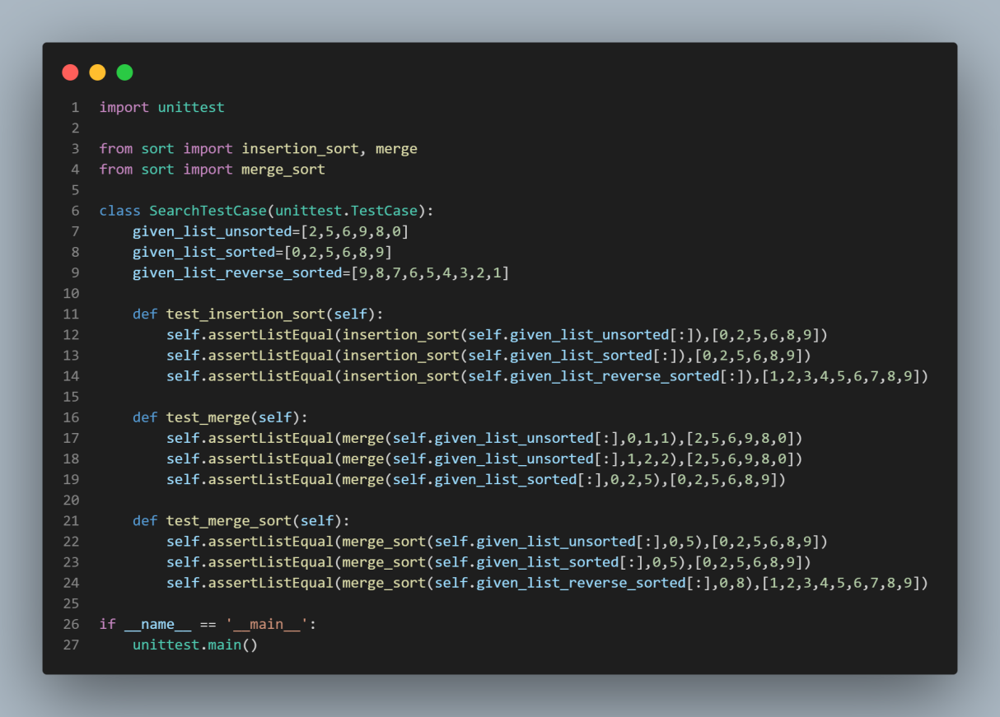 1 import unittest
2
3 from sort import insertion_sort, merge
4 from sort import merge_sort
5
6 class SearchTestCase(unittest.TestCase):
7     given_list_unsorted=[2,5,6,9,8,0]
8     given_list_sorted=[0,2,5,6,8,9]
9     given_list_reverse_sorted=[9,8,7,6,5,4,3,2,1]
10
11     def test_insertion_sort(self):
12         self.assertListEqual(insertion_sort(self.given_list_unsorted[:]),[0,2,5,6,8,9])
13         self.assertListEqual(insertion_sort(self.given_list_sorted[:]),[0,2,5,6,8,9])
14         self.assertListEqual(insertion_sort(self.given_list_reverse_sorted[:]),[1,2,3,4,5,6,7,8,9])
15
16     def test_merge(self):
17         self.assertListEqual(merge(self.given_list_unsorted[:],0,1,1),[2,5,6,9,8,0])
18         self.assertListEqual(merge(self.given_list_unsorted[:],1,2,2),[2,5,6,9,8,0])
19         self.assertListEqual(merge(self.given_list_sorted[:],0,2,5),[0,2,5,6,8,9])
20
21     def test_merge_sort(self):
22         self.assertListEqual(merge_sort(self.given_list_unsorted[:],0,5),[0,2,5,6,8,9])
23         self.assertListEqual(merge_sort(self.given_list_sorted[:],0,5),[0,2,5,6,8,9])
24         self.assertListEqual(merge_sort(self.given_list_reverse_sorted[:],0,8),[1,2,3,4,5,6,7,8,9])
25
26 if __name__ == '__main__':
27     unittest.main()